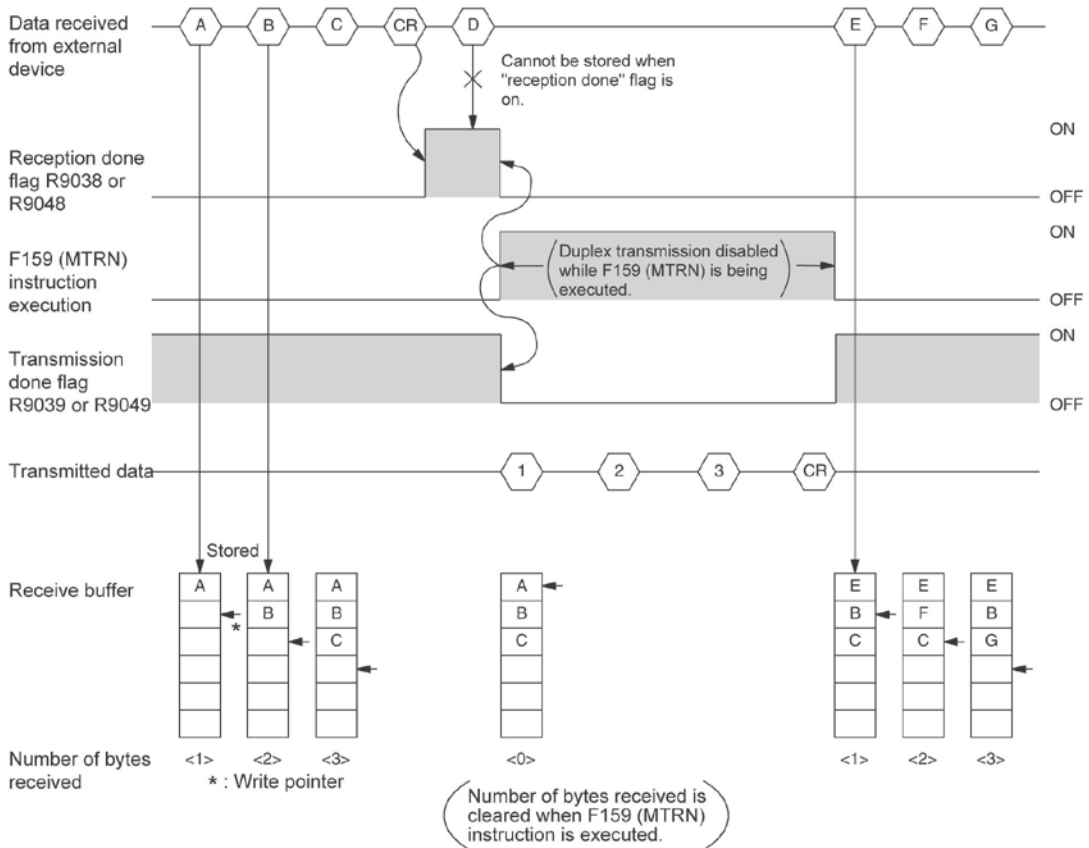 Data received
from external
device
A B C CR D E F G
Cannot be stored when
"reception done" flag is
on.
Reception done
flag R9038 or
R9048
ON
OFF
F159 (MTRN)
instruction
execution
Duplex transmission disabled
while F159 (MTRN) is being
executed.
ON
OFF
Transmission
done flag
R9039 or R9049
ON
OFF
Transmitted data
1 2 3 CR
Stored
Receive buffer
A A A A E E E
B B B B F B
C C C C G
*
Number of bytes
received
<1> <2> <3> <0> <1> <2> <3>
* : Write pointer
(Number of bytes received is
cleared when F159 (MTRN)
instruction is executed.)